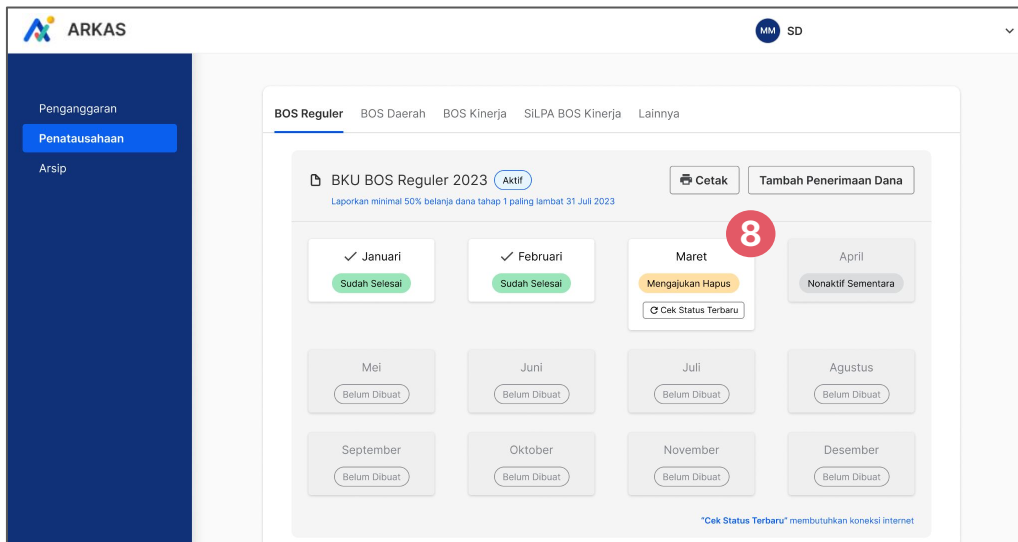 ARKAS
MM SD
Penganggaran
Penatausahaan
Arsip
BOS Reguler BOS Daerah BOS Kinerja SiLPA BOS Kinerja Lainnya
BKU BOS Reguler 2023 Aktif
Cetak Tambah Penerimaan Dana
Laporkan minimal 50% belanja dana tahap 1 paling lambat 31 Juli 2023
8
Januari Februari Maret April
Sudah Selesai Sudah Selesai Mengajukan Hapus Nonaktif Sementara
Cek Status Terbaru
Mei Juni Juli Agustus
Belum Dibuat Belum Dibuat Belum Dibuat Belum Dibuat
September Oktober November Desember
Belum Dibuat Belum Dibuat Belum Dibuat Belum Dibuat
"Cek Status Terbaru" membutuhkan koneksi internet